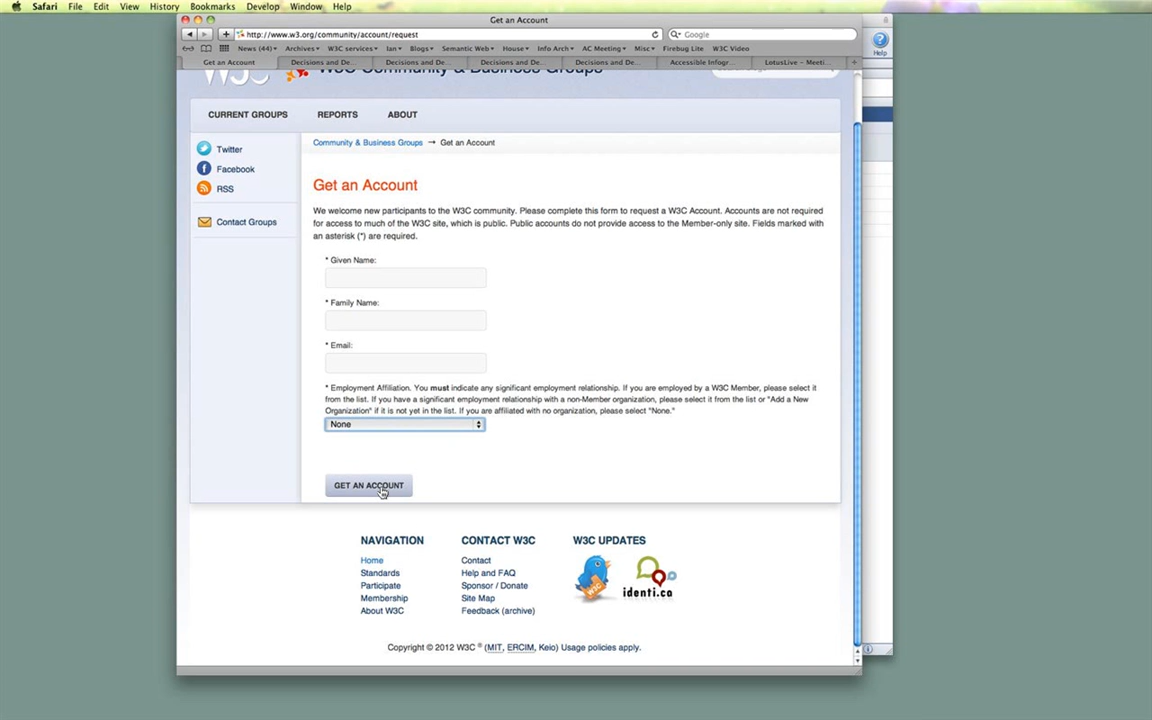 Safari File Edit View History Bookmarks Develop Window Help
Get an Account
http://www.w3.org/community/account/request
Google
News (44) Archives W3C services Ian Blogs Semantic Web House Info Arch AC Meeting Misc Firebug Lite W3C Video
Help
Get an Account Decisions and De... Decisions and De... Decisions and De... Decisions and De... Accessible Infogr... LotusLive – Meeti...
W3C Community & Business Groups
CURRENT GROUPS REPORTS ABOUT
Twitter
Facebook
RSS
Contact Groups
Community & Business Groups → Get an Account
Get an Account
We welcome new participants to the W3C community. Please complete this form to request a W3C Account. Accounts are not required
for access to much of the W3C site, which is public. Public accounts do not provide access to the Member-only site. Fields marked with
an asterisk (*) are required.
* Given Name:
* Family Name:
* Email:
* Employment Affiliation. You must indicate any significant employment relationship. If you are employed by a W3C Member, please select it
from the list. If you have a significant employment relationship with a non-Member organization, please select it from the list or "Add a New
Organization" if it is not yet in the list. If you are affiliated with no organization, please select "None."
None
GET AN ACCOUNT
NAVIGATION
Home
Standards
Participate
Membership
About W3C
CONTACT W3C
Contact
Help and FAQ
Sponsor / Donate
Site Map
Feedback (archive)
W3C UPDATES
W3C
identi.ca
Copyright © 2012 W3C ® (MIT, ERCIM, Keio) Usage policies apply.